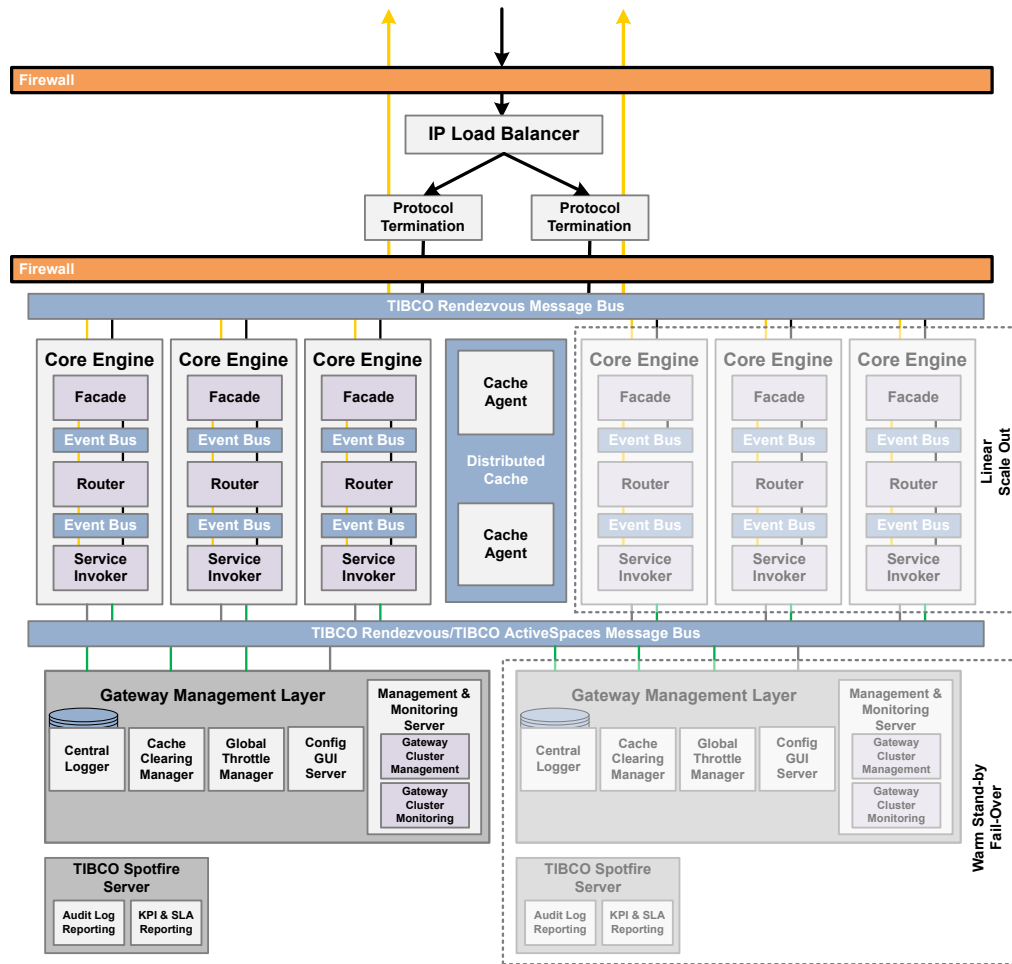 Firewall
IP Load Balancer
Protocol
Termination
Protocol
Termination
Firewall
TIBCO Rendezvous Message Bus
Core Engine
Facade
Event Bus
Router
Event Bus
Service
Invoker
Core Engine
Facade
Event Bus
Router
Event Bus
Service
Invoker
Core Engine
Facade
Event Bus
Router
Event Bus
Service
Invoker
Cache
Agent
Distributed
Cache
Cache
Agent
Core Engine
Facade
Event Bus
Router
Event Bus
Service
Invoker
Core Engine
Facade
Event Bus
Router
Event Bus
Service
Invoker
Core Engine
Facade
Event Bus
Router
Event Bus
Service
Invoker
Linear
Scale Out
TIBCO Rendezvous/TIBCO ActiveSpaces Message Bus
Gateway Management Layer
Central
Logger
Cache
Clearing
Manager
Global
Throttle
Manager
Config
GUI
Server
Management &
Monitoring
Server
Gateway
Cluster
Management
Gateway
Cluster
Monitoring
TIBCO Spotfire
Server
Audit Log
Reporting
KPI & SLA
Reporting
Gateway Management Layer
Central
Logger
Cache
Clearing
Manager
Global
Throttle
Manager
Config
GUI
Server
Management &
Monitoring
Server
Gateway
Cluster
Management
Gateway
Cluster
Monitoring
TIBCO Spotfire
Server
Audit Log
Reporting
KPI & SLA
Reporting
Warm Stand-by
Fail-Over